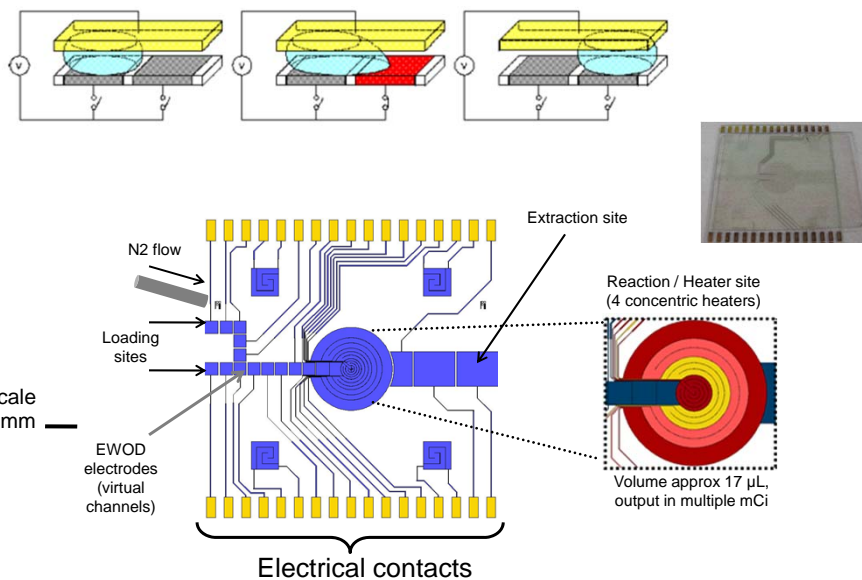 V
V
V
N2 flow
Extraction site
Reaction / Heater site
(4 concentric heaters)
Loading
sites
cale
mm
EWOD
electrodes
(virtual
channels)
Volume approx 17 µL,
output in multiple mCi
Electrical contacts